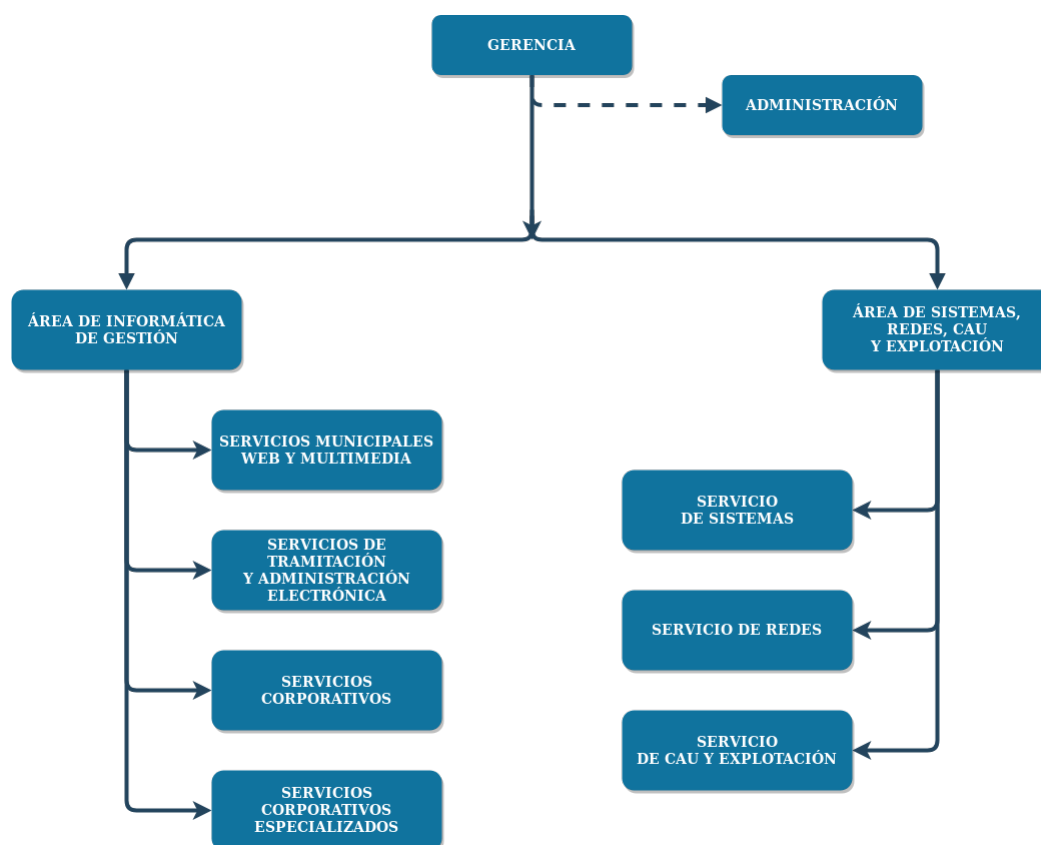 GERENCIA
ADMINISTRACIÓN
ÁREA DE INFORMÁTICA
DE GESTIÓN
ÁREA DE SISTEMAS,
REDES, CAU
Y EXPLOTACIÓN
SERVICIOS MUNICIPALES
WEB Y MULTIMEDIA
SERVICIOS DE
TRAMITACIÓN
Y ADMINISTRACIÓN
ELECTRÓNICA
SERVICIOS
CORPORATIVOS
SERVICIOS
CORPORATIVOS
ESPECIALIZADOS
SERVICIO
DE SISTEMAS
SERVICIO DE REDES
SERVICIO
DE CAU Y EXPLOTACIÓN